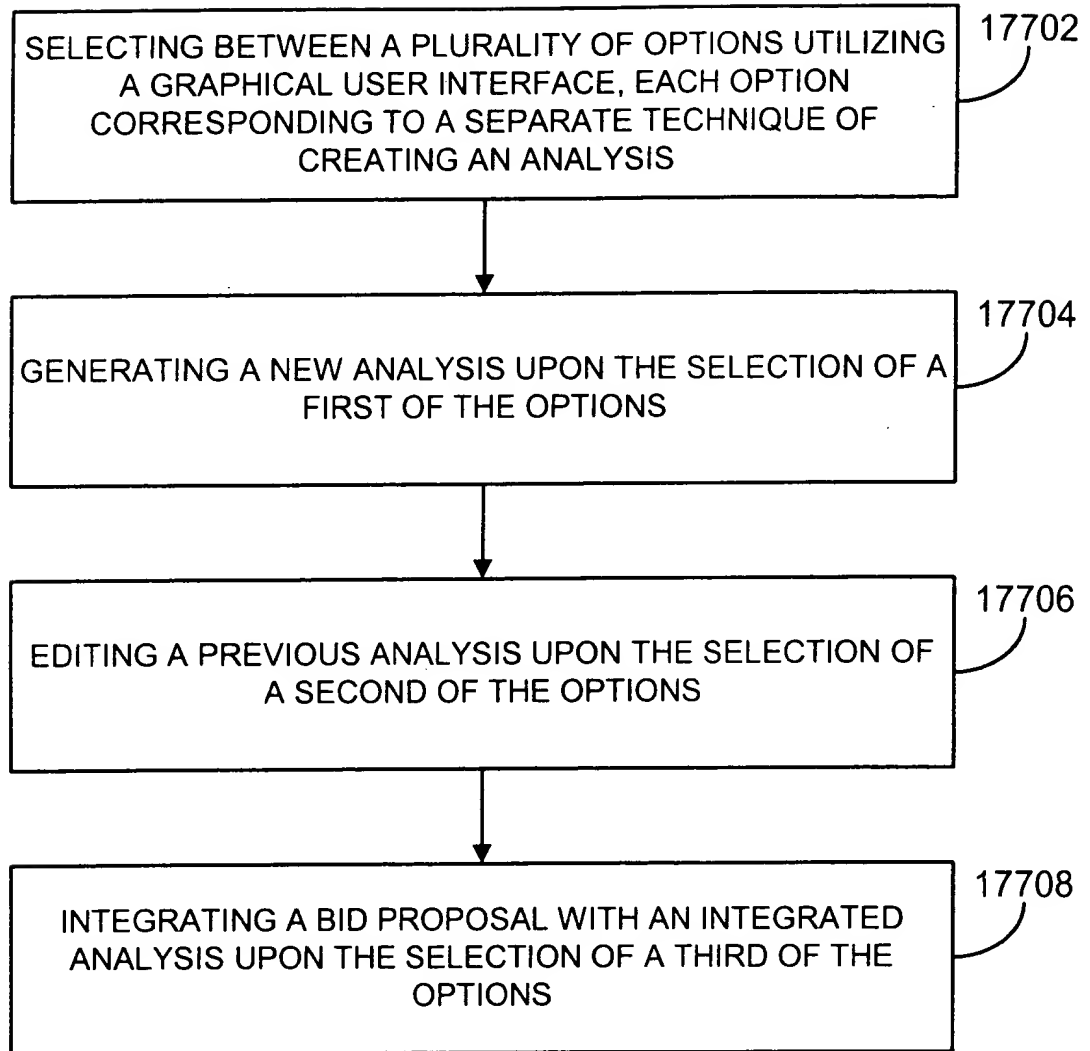 SELECTING BETWEEN A PLURALITY OF OPTIONS UTILIZING
A GRAPHICAL USER INTERFACE, EACH OPTION
CORRESPONDING TO A SEPARATE TECHNIQUE OF
CREATING AN ANALYSIS
17702
GENERATING A NEW ANALYSIS UPON THE SELECTION OF A
FIRST OF THE OPTIONS
17704
EDITING A PREVIOUS ANALYSIS UPON THE SELECTION OF
A SECOND OF THE OPTIONS
17706
INTEGRATING A BID PROPOSAL WITH AN INTEGRATED
ANALYSIS UPON THE SELECTION OF A THIRD OF THE
OPTIONS
17708